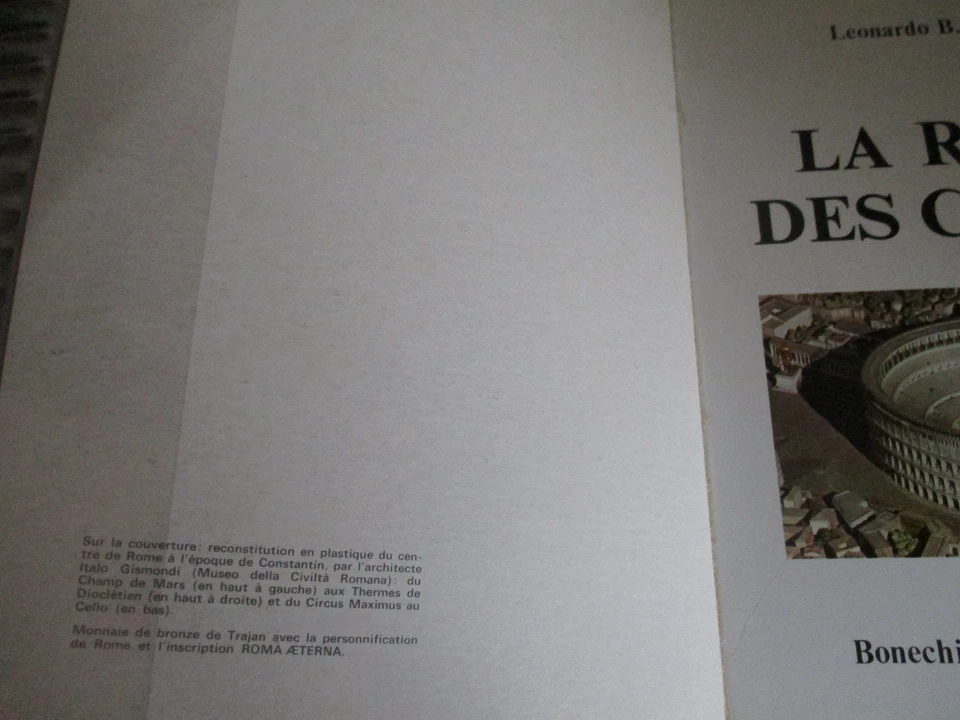 Sur la couverture: reconstitution en plastique du cen-
tre de Rome à l'époque de Constantin, par l'architecte
Italo Gismondi (Museo della Civiltà Romana): du
Champ de Mars (en haut à gauche) aux Thermes de
Dioclétien (en haut à droite) et du Circus Maximus au
Celio (en bas).
Monnaie de bronze de Trajan avec la personnification
de Rome et l'inscription ROMA ÆTERNA.
Leonardo B.
LA R
DES C
Bonechi